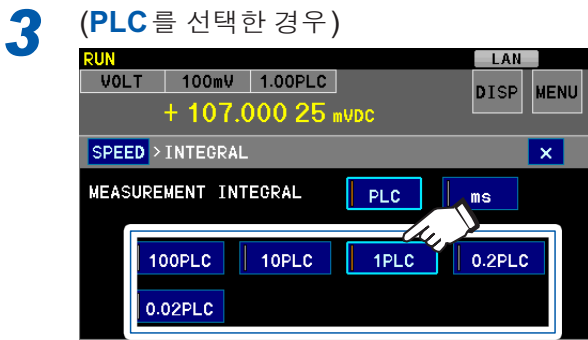 3 (PLC를 선택한 경우)
RUN LAN
VOLT 100mV 1.00PLC DISP MENU
+ 107.000 25 mVDC
SPEED > INTEGRAL ×
MEASUREMENT INTEGRAL PLC ms
100PLC 10PLC 1PLC 0.2PLC
0.02PLC